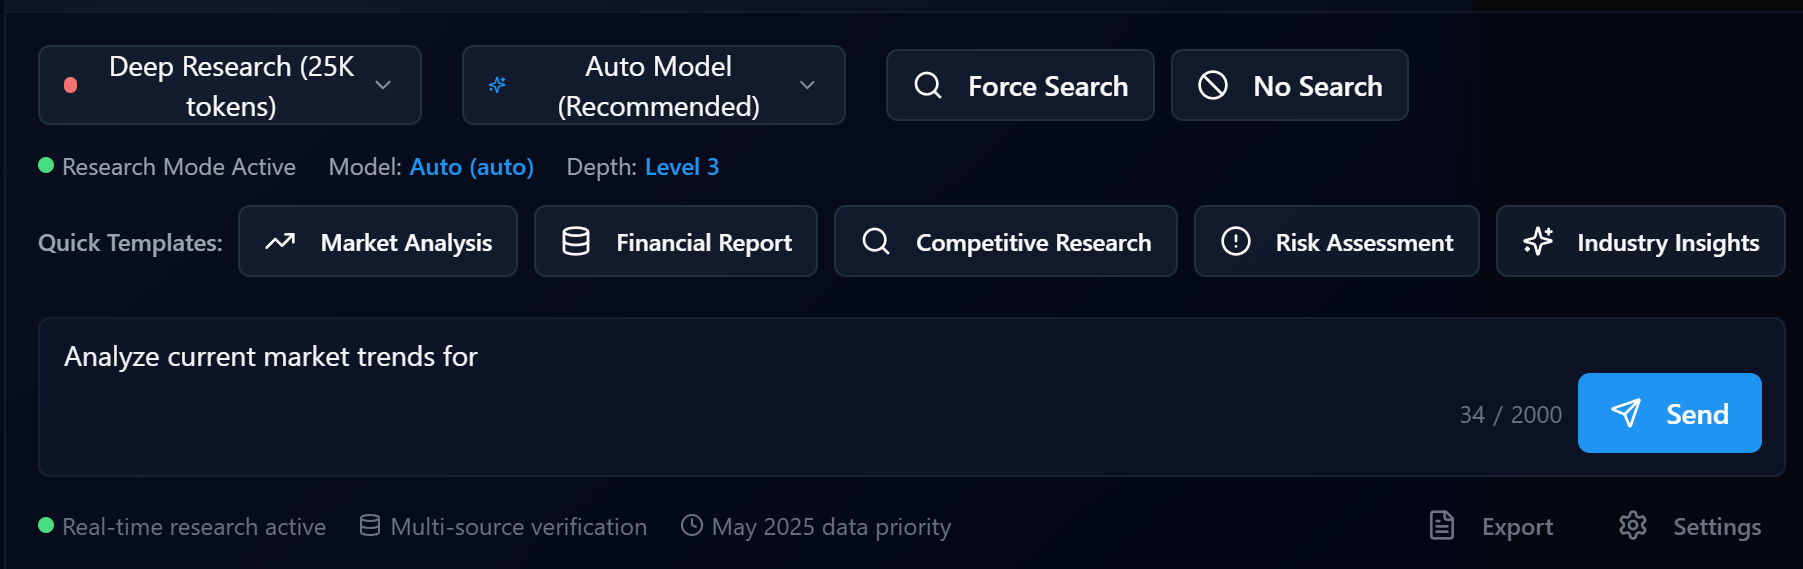 Deep Research (25K
tokens)
Auto Model
(Recommended)
Force Search
No Search
Research Mode Active Model: Auto (auto) Depth: Level 3
Quick Templates: Market Analysis Financial Report Competitive Research Risk Assessment Industry Insights
Analyze current market trends for
34 / 2000 Send
Real-time research active Multi-source verification May 2025 data priority Export Settings